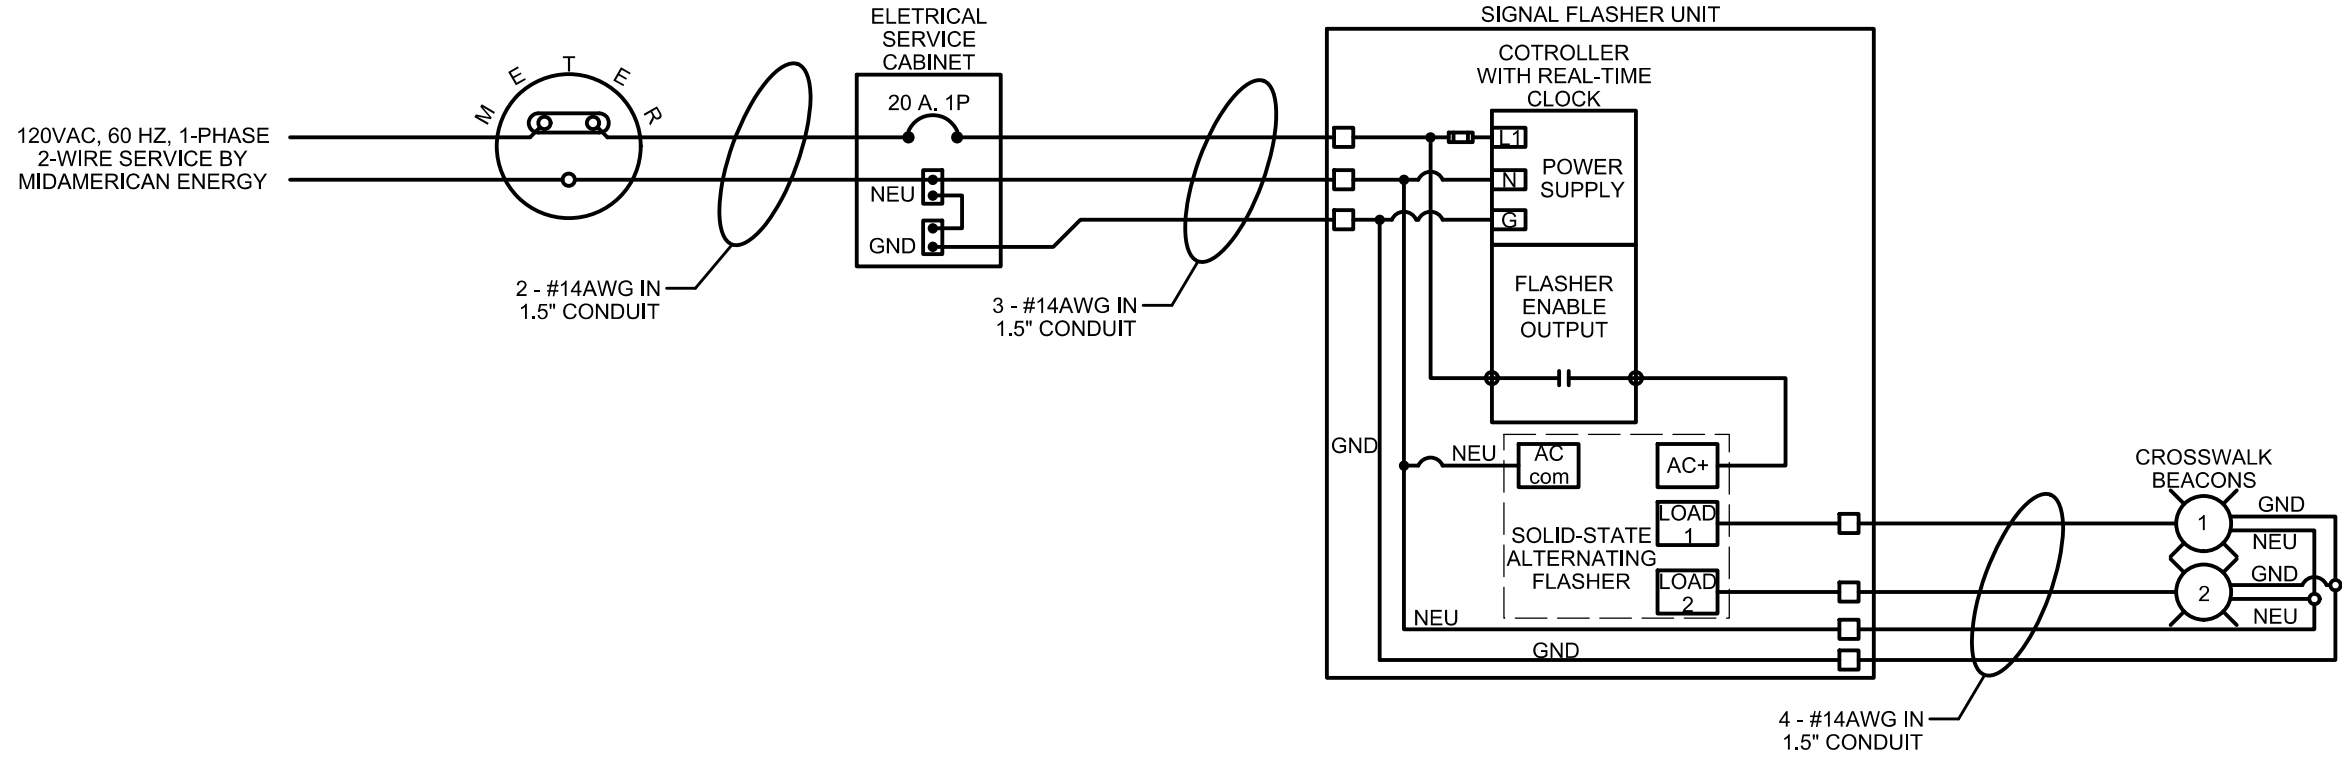 ELETRICAL
SERVICE
CABINET
SIGNAL FLASHER UNIT
METER
120VAC, 60 HZ, 1-PHASE
2-WIRE SERVICE BY
MIDAMERICAN ENERGY
20 A. 1P
NEU
GND
2 - #14AWG IN
1.5" CONDUIT
3 - #14AWG IN
1.5" CONDUIT
COTROLLER
WITH REAL-TIME
CLOCK
L1
N
G
POWER
SUPPLY
FLASHER
ENABLE
OUTPUT
GND
NEU
AC
com
AC+
LOAD
1
SOLID-STATE
ALTERNATING
FLASHER
LOAD
2
NEU
GND
CROSSWALK
BEACONS
1
GND
NEU
2
GND
NEU
4 - #14AWG IN
1.5" CONDUIT